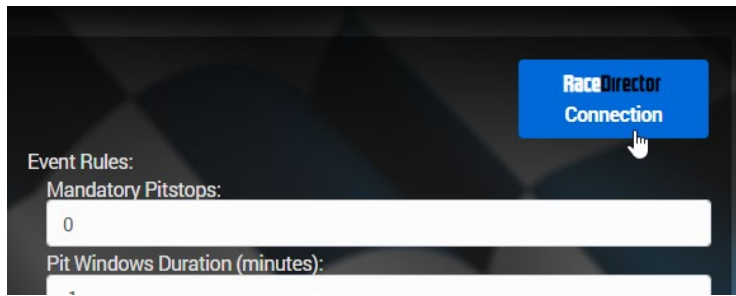 RaceDirector
Connection
Event Rules:
Mandatory Pitstops:
0
Pit Windows Duration (minutes):